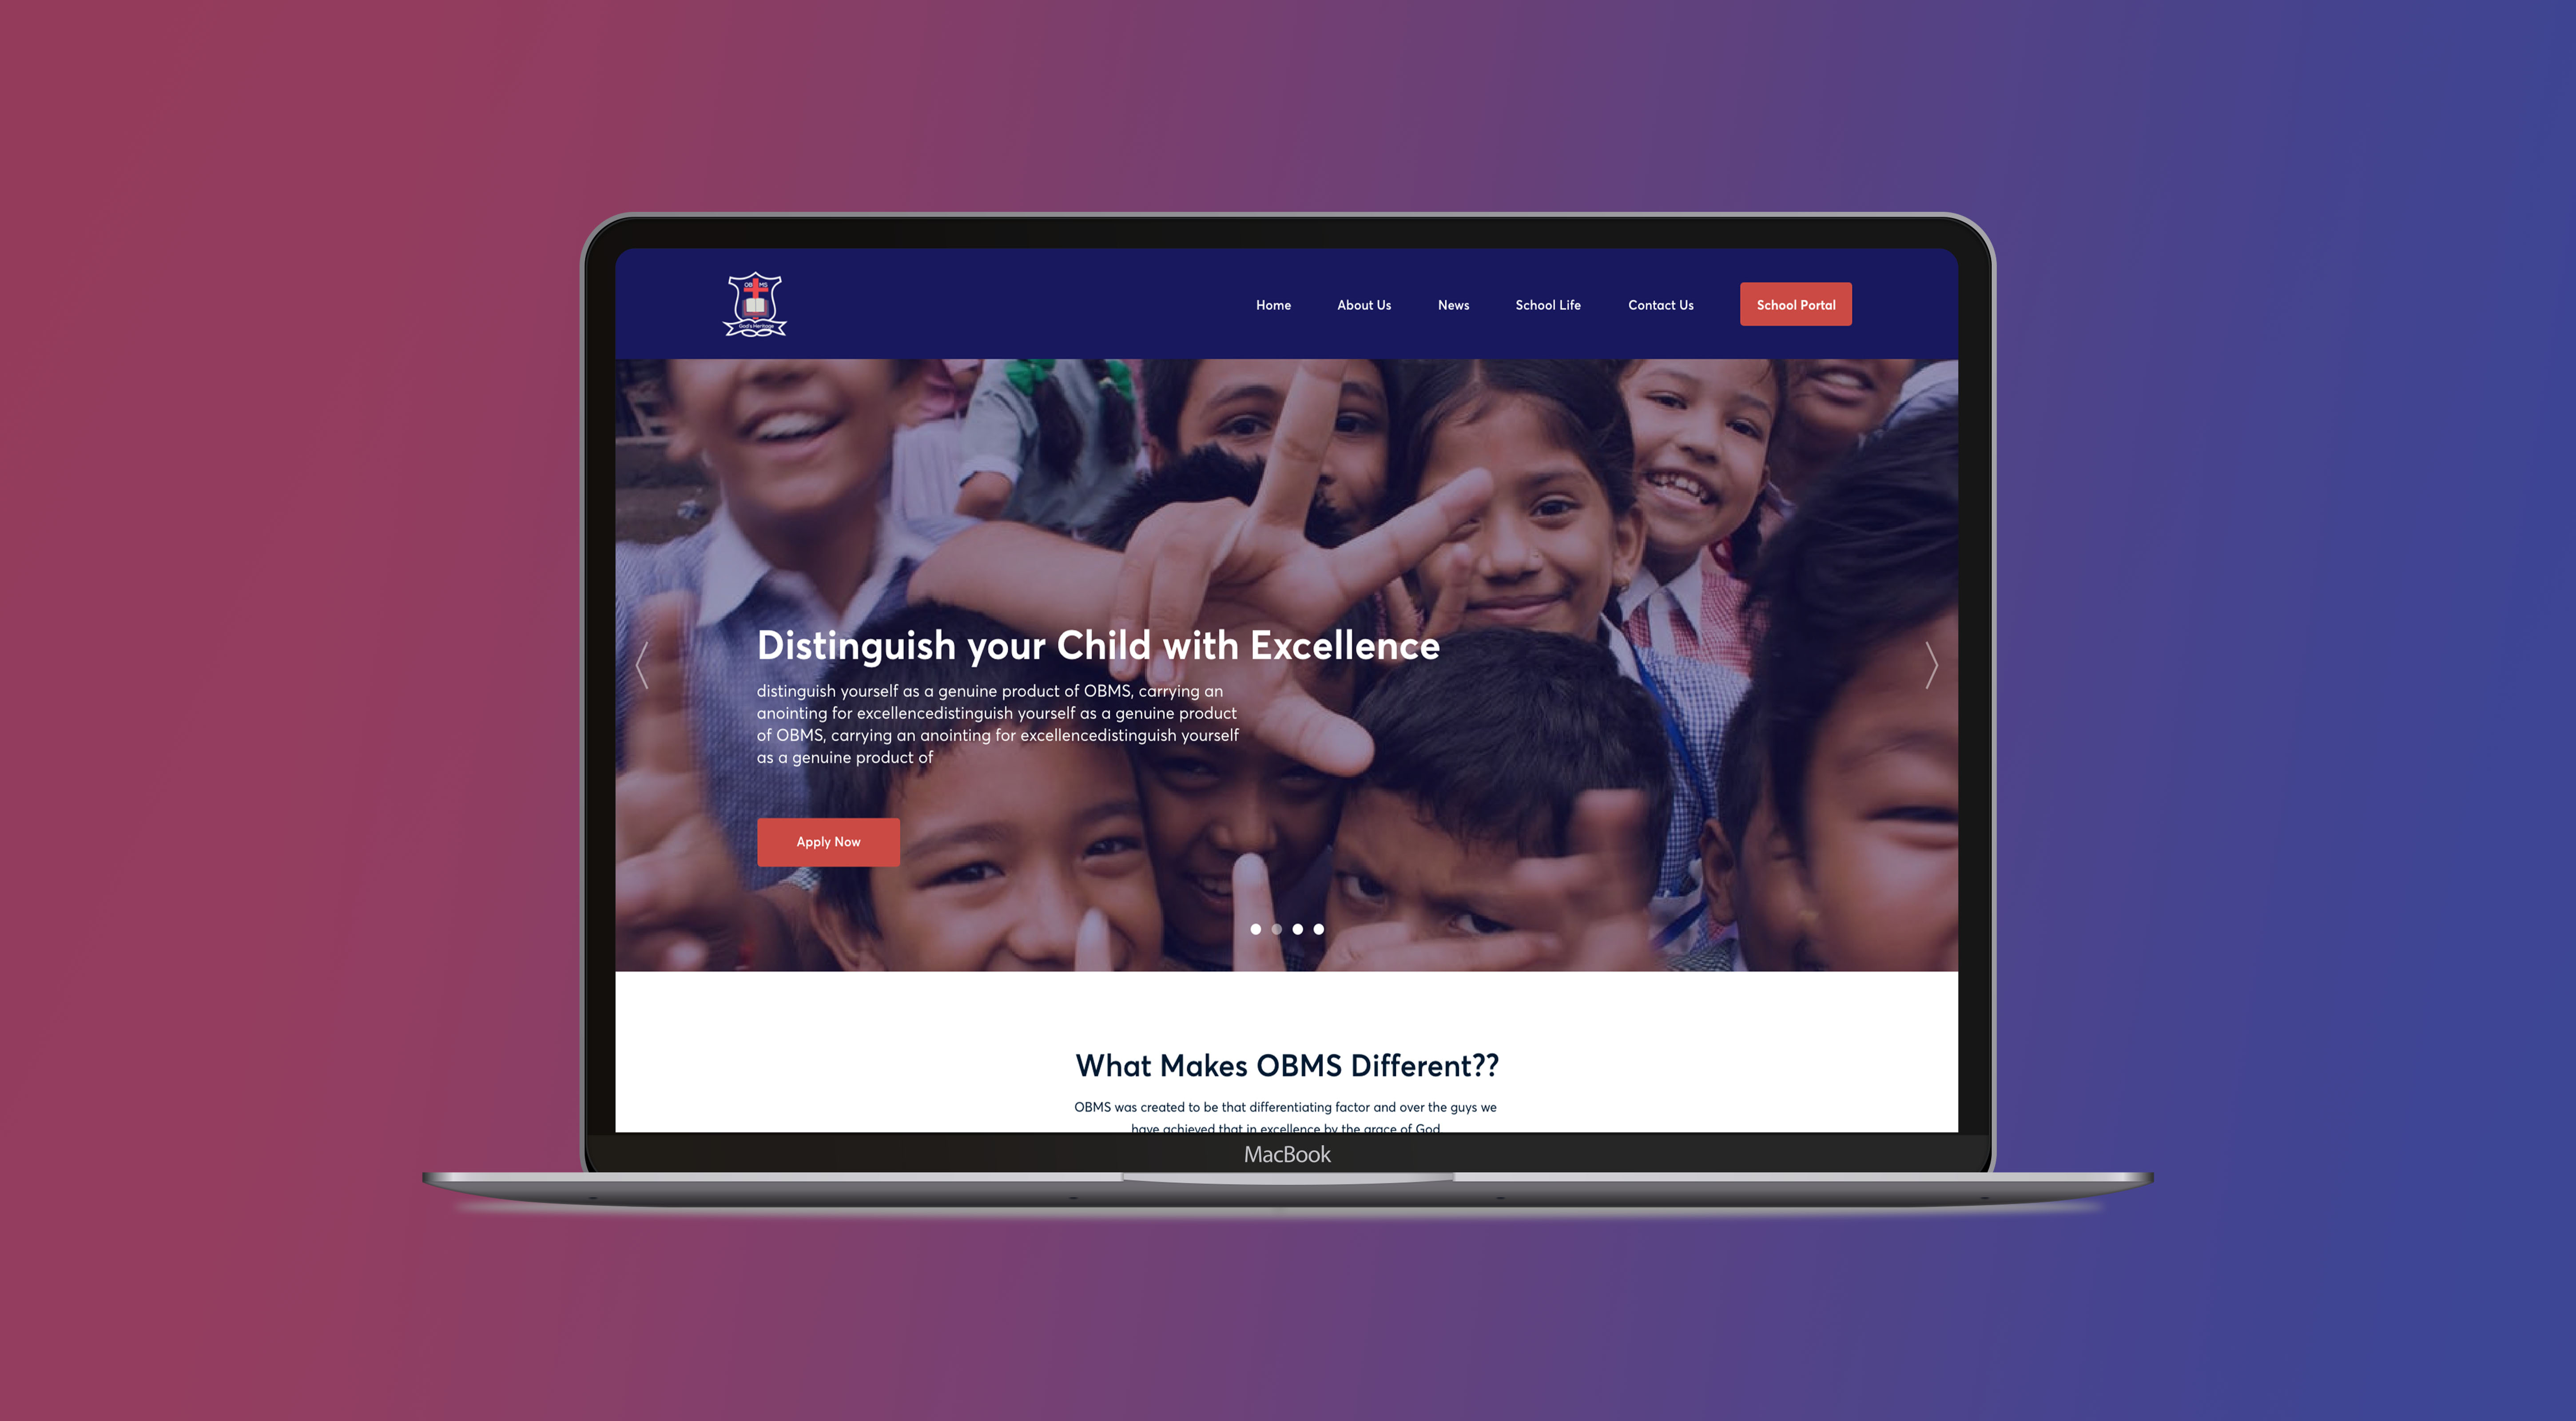 OB MS
God's Heritage
Home
About Us
News
School Life
Contact Us
School Portal
Distinguish your Child with Excellence
distinguish yourself as a genuine product of OBMS, carrying an
anointing for excellencedistinguish yourself as a genuine product
of OBMS, carrying an anointing for excellencedistinguish yourself
as a genuine product of
Apply Now
What Makes OBMS Different??
OBMS was created to be that differentiating factor and over the guys we
have achieved that in excellence by the grace of God
MacBook